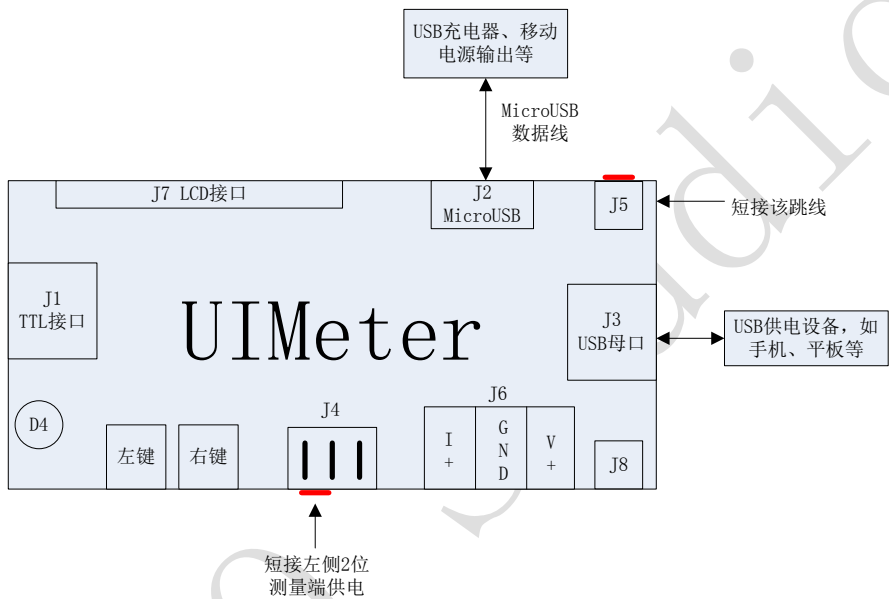 USB充电器、移动
电源输出等
MicroUSB
数据线
J7 LCD接口
J2
MicroUSB
J5
短接该跳线
J1
TTL接口
UIMeter
J3
USB母口
USB供电设备，如
手机、平板等
D4
左键
右键
J4
J6
I
+
G
N
D
V
+
J8
短接左侧2位
测量端供电